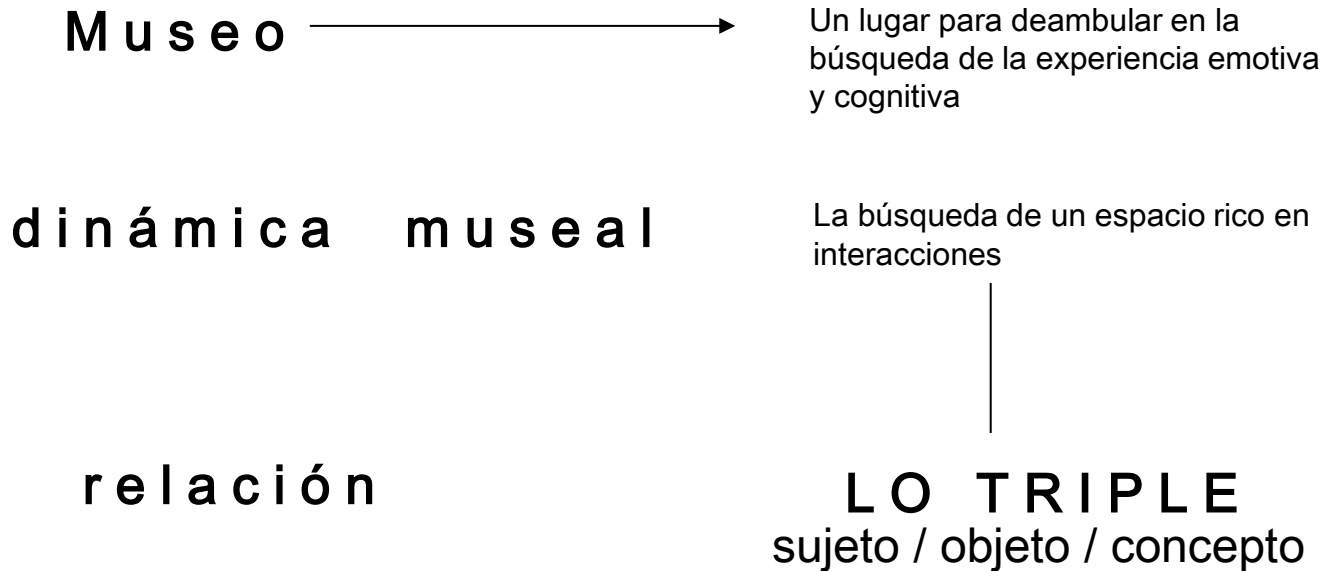 Museo
Un lugar para deambular en la
búsqueda de la experiencia emotiva
y cognitiva
dinámica museal
La búsqueda de un espacio rico en
interacciones
relación
LO TRIPLE
sujeto / objeto / concepto